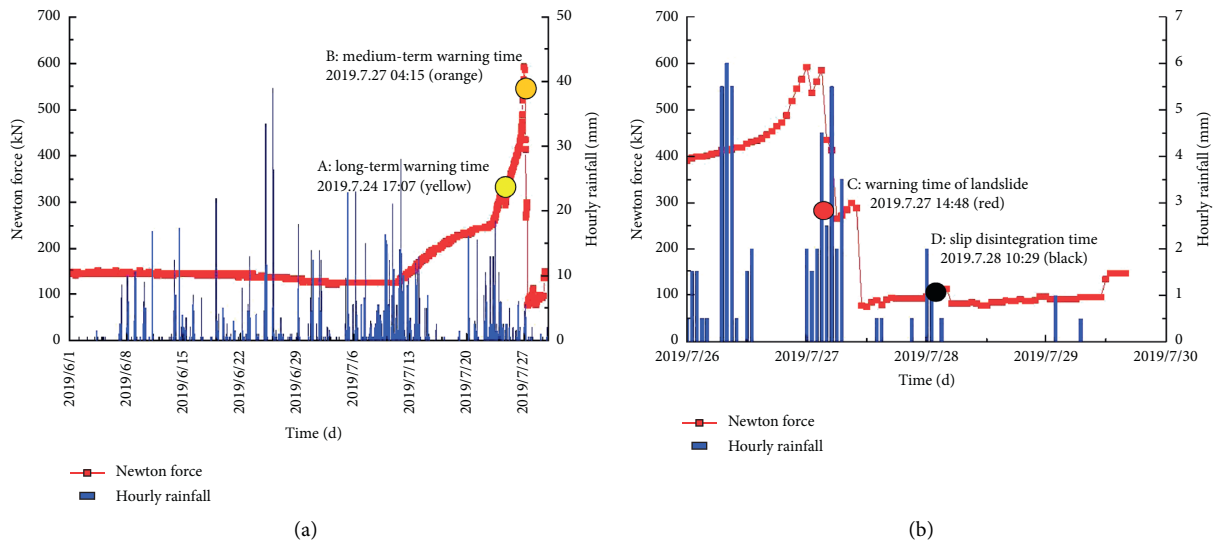 700
600
500
400
300
200
100
0
Newton force (kN)
50
40
30
20
10
0
Hourly rainfall (mm)
B: medium-term warning time
2019.7.27 04:15 (orange)
A: long-term warning time
2019.7.24 17:07 (yellow)
2019/6/1
2019/6/8
2019/6/15
2019/6/22
2019/6/29
2019/7/6
2019/7/13
2019/7/20
2019/7/27
Time (d)
Newton force
Hourly rainfall
(a)
700
600
500
400
300
200
100
0
Newton force (kN)
7
6
5
4
3
2
1
0
Hourly rainfall (mm)
C: warning time of landslide
2019.7.27 14:48 (red)
D: slip disintegration time
2019.7.28 10:29 (black)
2019/7/26
2019/7/27
2019/7/28
2019/7/29
2019/7/30
Time (d)
Newton force
Hourly rainfall
(b)